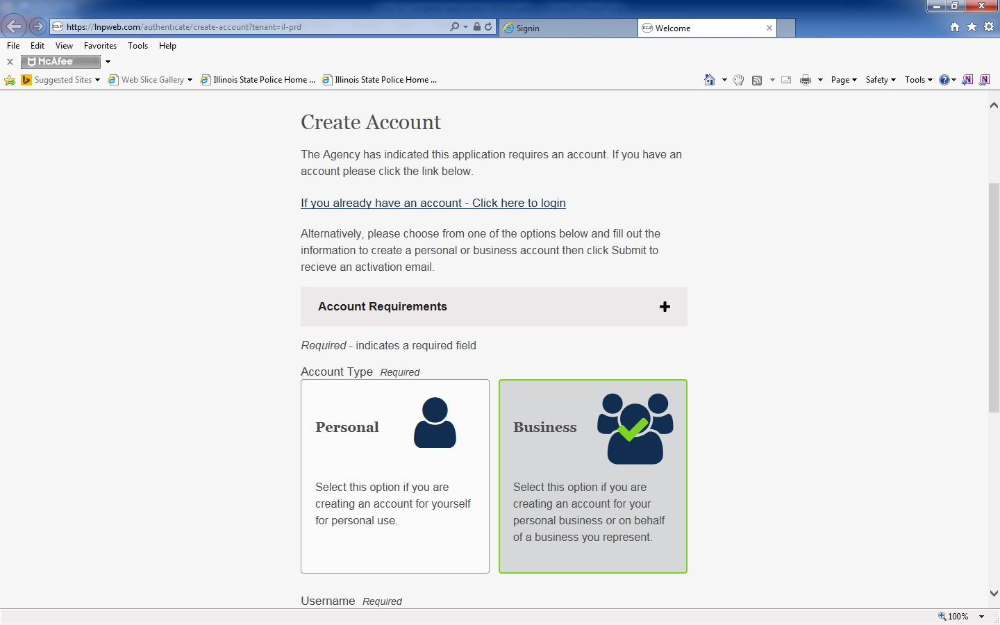 https://lnpweb.com/authenticate/create-account?tenant=il-prd
Signin
ELP Welcome
File Edit View Favorites Tools Help
x McAfee
Suggested Sites Web Slice Gallery Illinois State Police Home ... Illinois State Police Home ... Page Safety Tools
Create Account
The Agency has indicated this application requires an account. If you have an
account please click the link below.
If you already have an account - Click here to login
Alternatively, please choose from one of the options below and fill out the
information to create a personal or business account then click Submit to
recieve an activation email.
Account Requirements
Required - indicates a required field
Account Type Required
Personal
Select this option if you are
creating an account for yourself
for personal use.
Business
Select this option if you are
creating an account for your
personal business or on behalf
of a business you represent.
Username Required
100%